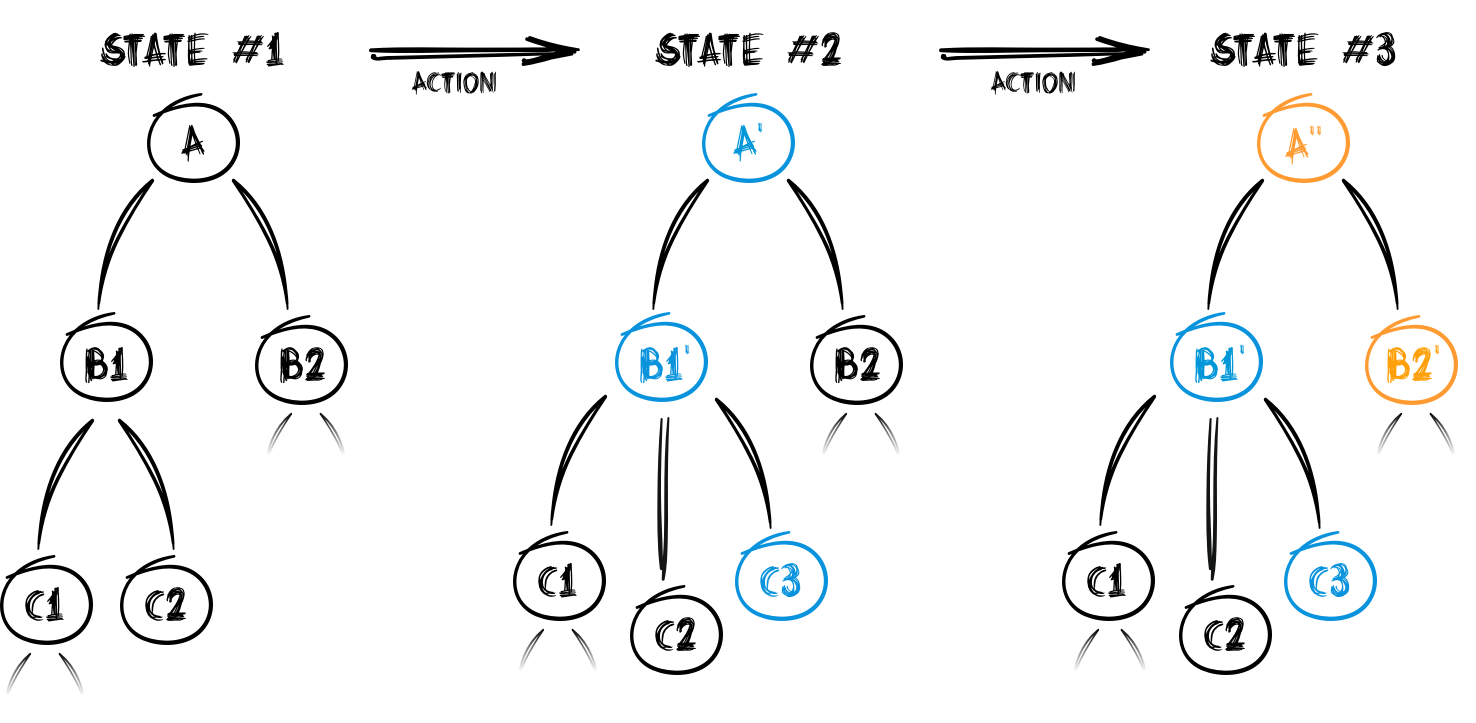 STATE #1
ACTION
STATE #2
ACTION
STATE #3
A
A'
A''
B1
B2
B1'
B2
B1'
B2'
C1
C2
C1
C2
C3
C1
C2
C3